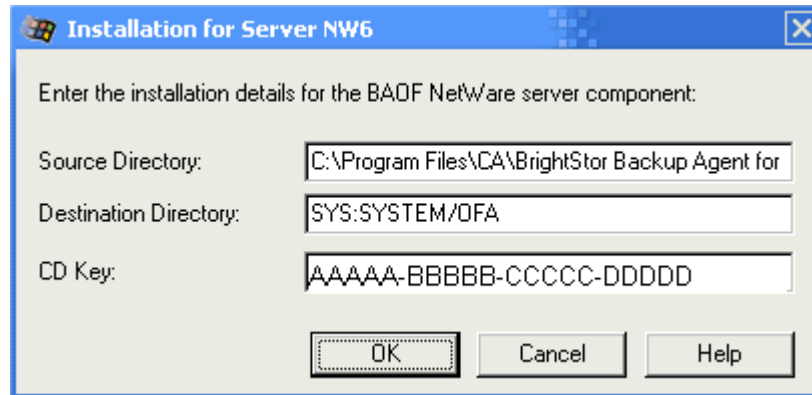 Installation for Server NW6
Enter the installation details for the BAOF NetWare server component:
Source Directory: C:\Program Files\CA\BrightStor Backup Agent for
Destination Directory: SYS:SYSTEM/OFA
CD Key: AAAAA-BBBBB-CCCCC-DDDDD
OK Cancel Help